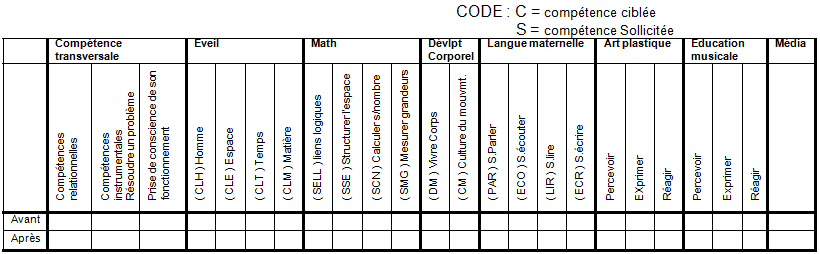 CODE : C = compétence ciblée
S = compétence Sollicitée
Compétence transversale
Eveil
Math
Dévlpt Corporel
Langue maternelle
Art plastique
Education musicale
Média
Compétences relationnelles
Compétences instrumentales Résoudre un problème
Prise de conscience de son fonctionnement
( CLH ) Homme
( CLE ) Espace
( CLT ) Temps
( CLM ) Matière
( SELL ) liens logiques
( SSE ) Structurer l'espace
( SCN ) Calculer s/nombre
( SMG ) Mesurer grandeurs
( DM ) Vivre Corps
( CM ) Culture du mouvmt.
( PAR ) S.Parler
( ECO ) S.écouter
( LIR ) S.lire
( ECR ) S.écrire
Percevoir
Exprimer
Réagir
Percevoir
Exprimer
Réagir
Avant
Après